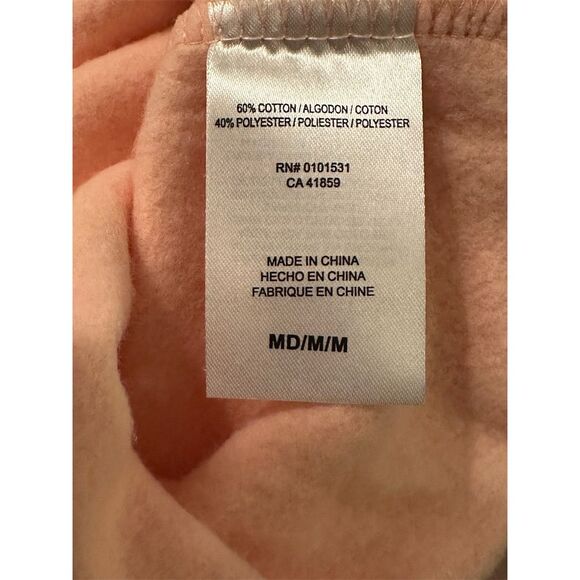 60% COTTON / ALGODON / COTON
40% POLYESTER / POLIESTER / POLYESTER
RN# 0101531
CA 41859
MADE IN CHINA
HECHO EN CHINA
FABRIQUE EN CHINE
MD/M/M